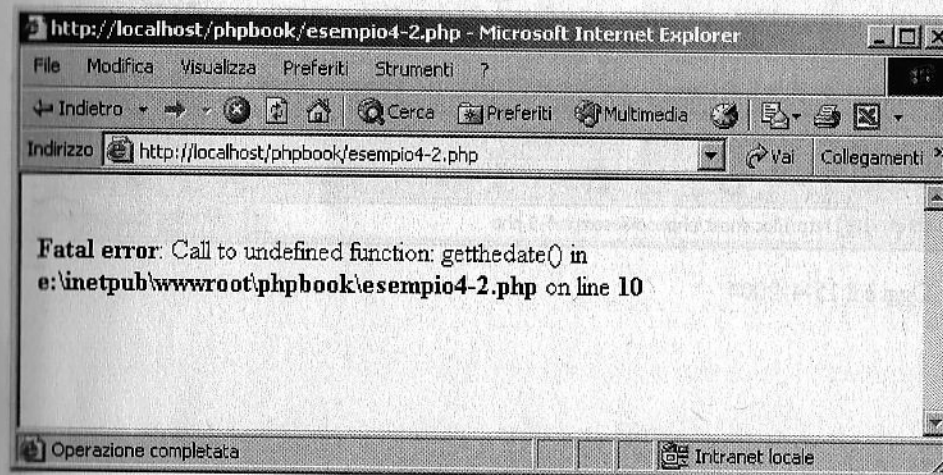 http://localhost/phpbook/esempio4-2.php - Microsoft Internet Explorer
File Modifica Visualizza Preferiti Strumenti ?
Indietro Cerca Preferiti Multimedia
Indirizzo http://localhost/phpbook/esempio4-2.php Vai Collegamenti »
Fatal error: Call to undefined function: getthedate() in
e:\inetpub\wwwroot\phpbook\esempio4-2.php on line 10
Operazione completata Intranet locale